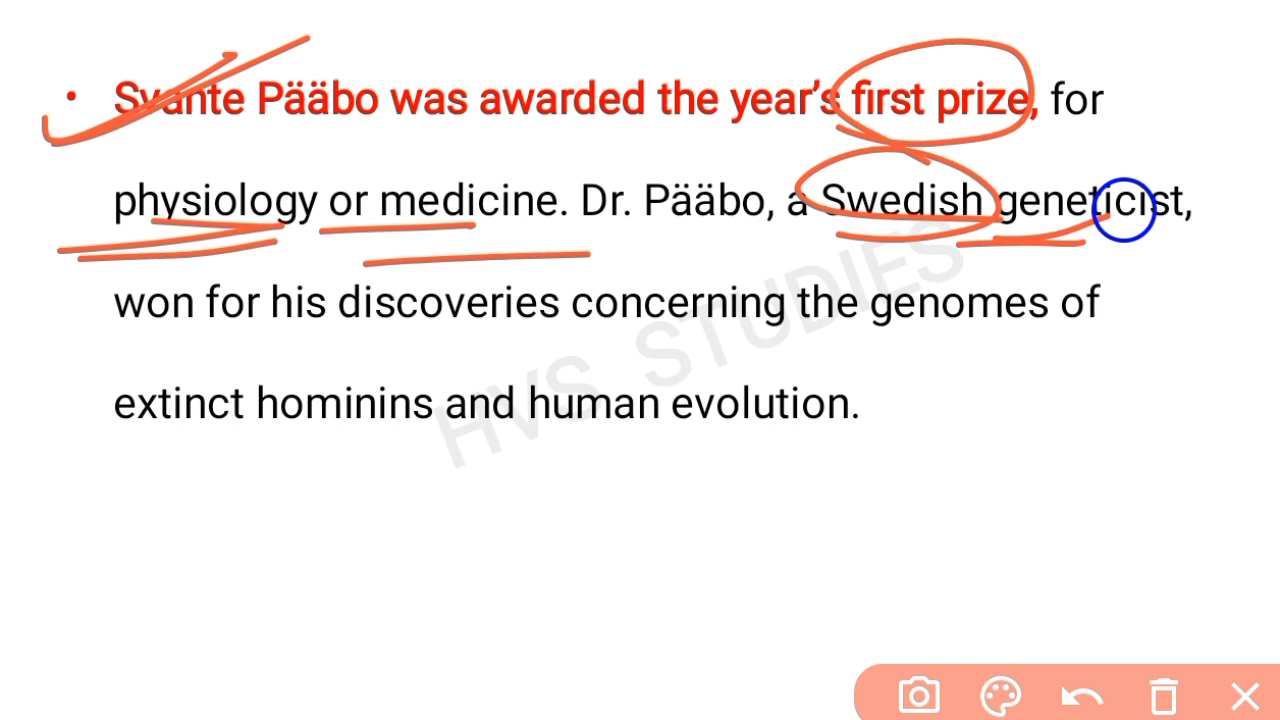 • Svante Pääbo was awarded the year’s first prize, for
physiology or medicine. Dr. Pääbo, a Swedish geneticist,
won for his discoveries concerning the genomes of
extinct hominins and human evolution.
HVS STUDIES